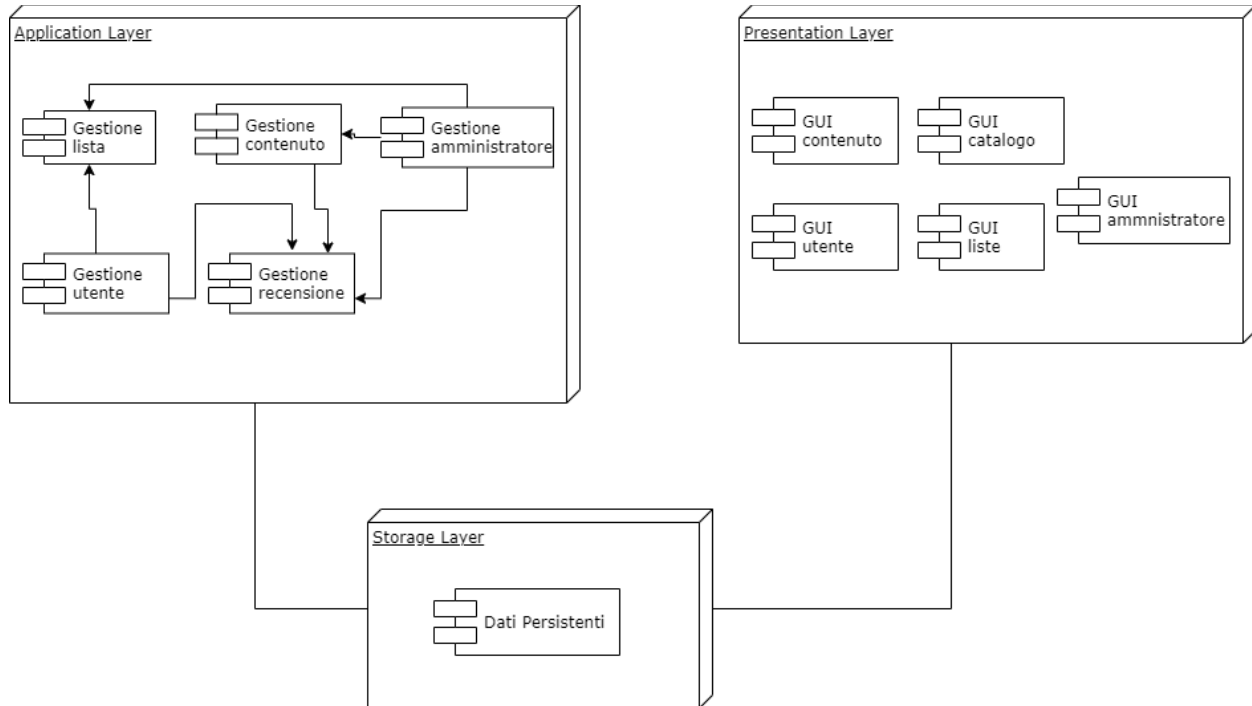 Application Layer
Gestione
lista
Gestione
contenuto
Gestione
amministratore
Gestione
utente
Gestione
recensione
Presentation Layer
GUI
contenuto
GUI
catalogo
GUI
utente
GUI
liste
GUI
ammnistratore
Storage Layer
Dati Persistenti